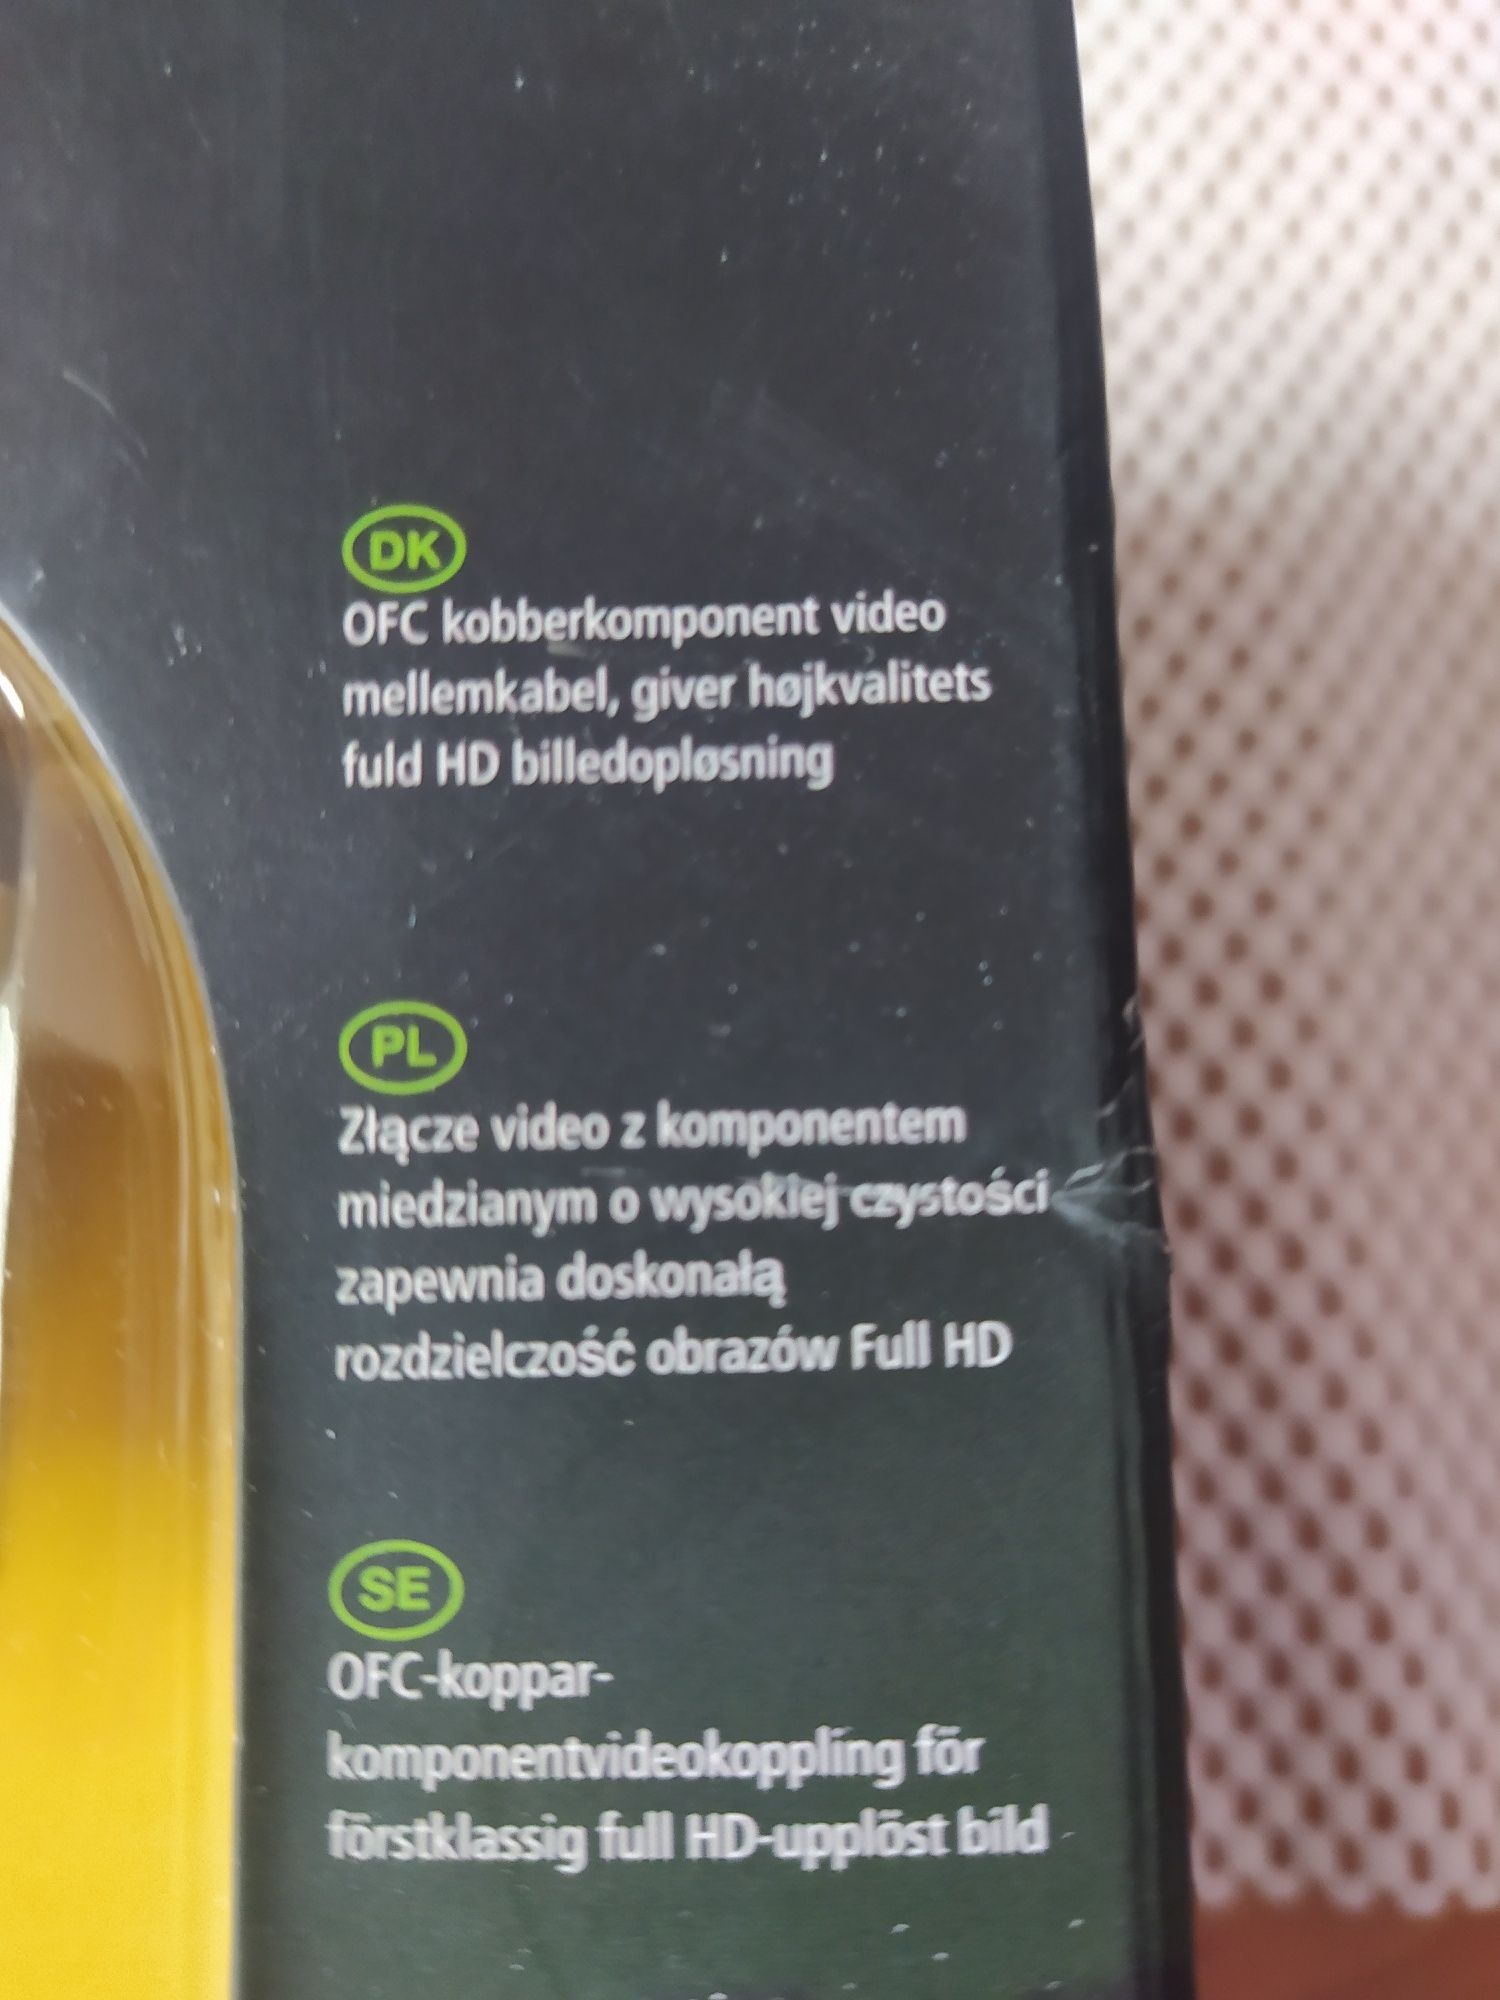 DK
OFC kobberkomponent video
mellemkabel, giver højkvalitets
fuld HD billedopløsning
PL
Złącze video z komponentem
miedzianym o wysokiej czystości
zapewnia doskonałą
rozdzielczość obrazów Full HD
SE
OFC-koppar-
komponentvideokoppling för
förstklassig full HD-upplöst bild